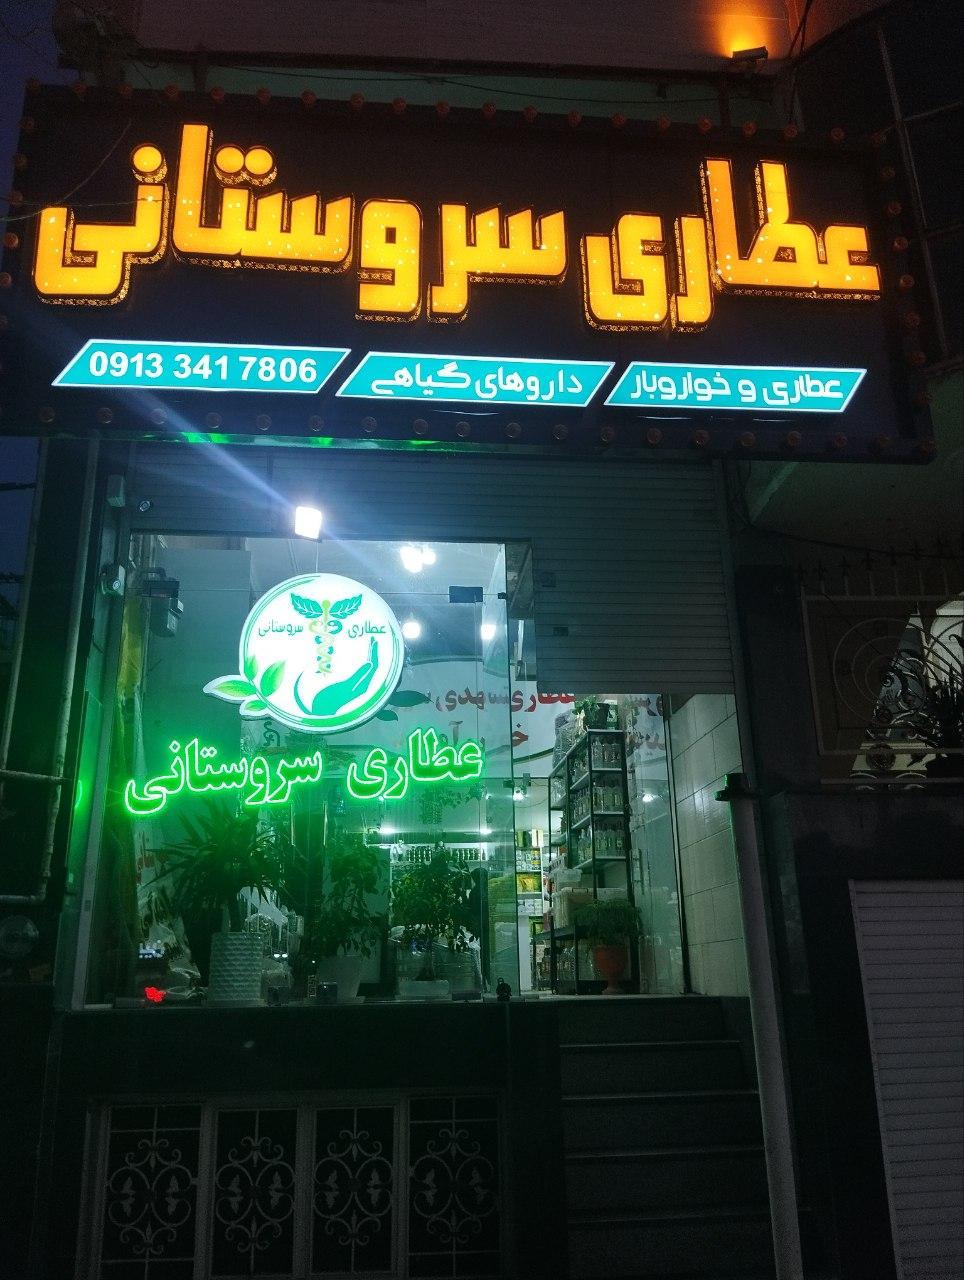 عطاری سروستانی
عطاری و خواروبار
داروهای گیاهی
0913 341 7806
عطاری سروستانی
عطاری سروستانی